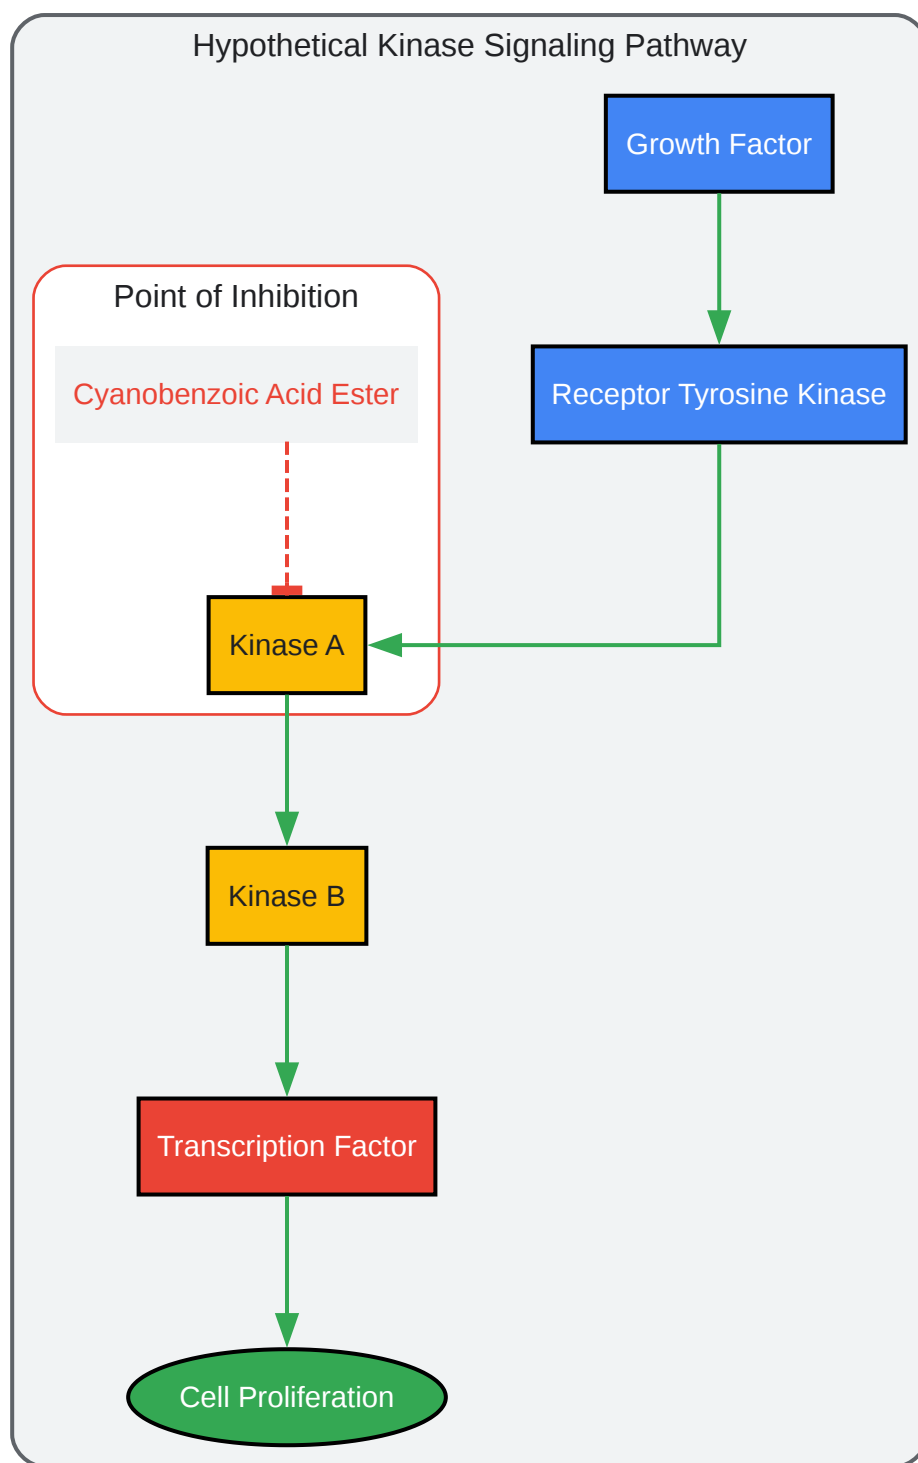 Hypothetical Kinase Signaling Pathway
Growth Factor
Point of Inhibition
Cyanobenzoic Acid Ester
Receptor Tyrosine Kinase
Kinase A
Kinase B
Transcription Factor
Cell Proliferation